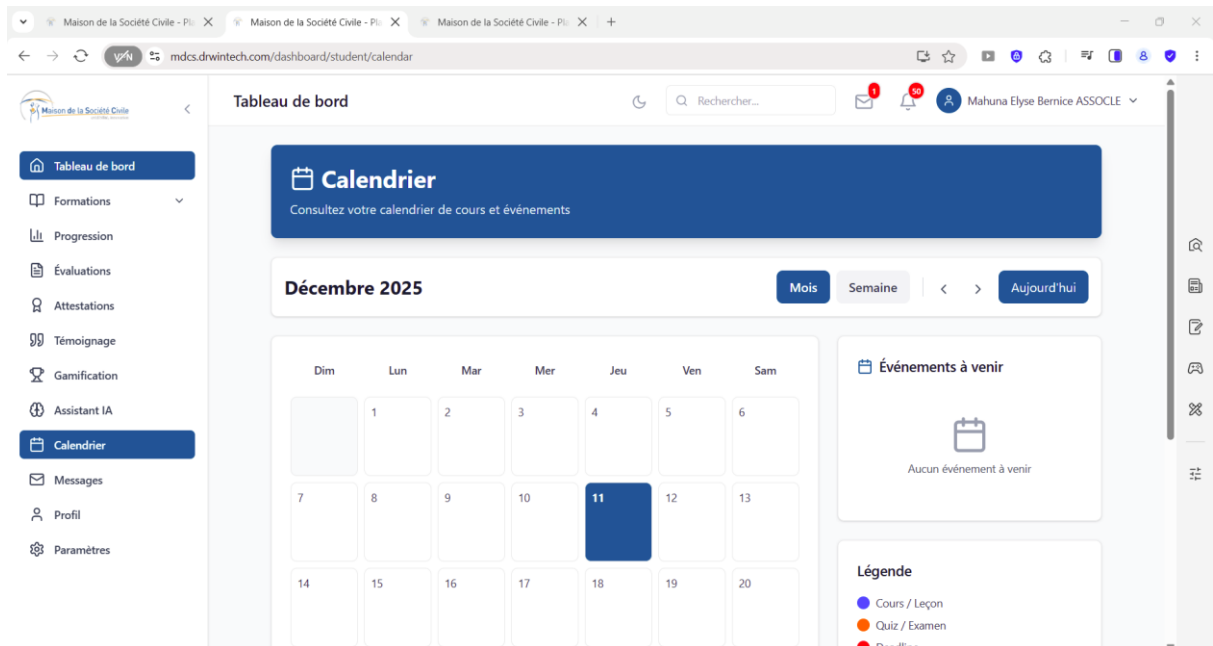 Maison de la Société Civile - Pla
Maison de la Société Civile - Pla
Maison de la Société Civile - Pla
VPN
mdcs.drwintech.com/dashboard/student/calendar
Maison de la Société Civile
Tableau de bord
Rechercher...
1
50
Mahuna Elyse Bernice ASSOCLE
Tableau de bord
Formations
Progression
Évaluations
Attestations
Témoignage
Gamification
Assistant IA
Calendrier
Messages
Profil
Paramètres
Calendrier
Consultez votre calendrier de cours et événements
Décembre 2025
Mois
Semaine
Aujourd'hui
Dim Lun Mar Mer Jeu Ven Sam
1 2 3 4 5 6
7 8 9 10 11 12 13
14 15 16 17 18 19 20
Événements à venir
Aucun événement à venir
Légende
Cours / Leçon
Quiz / Examen